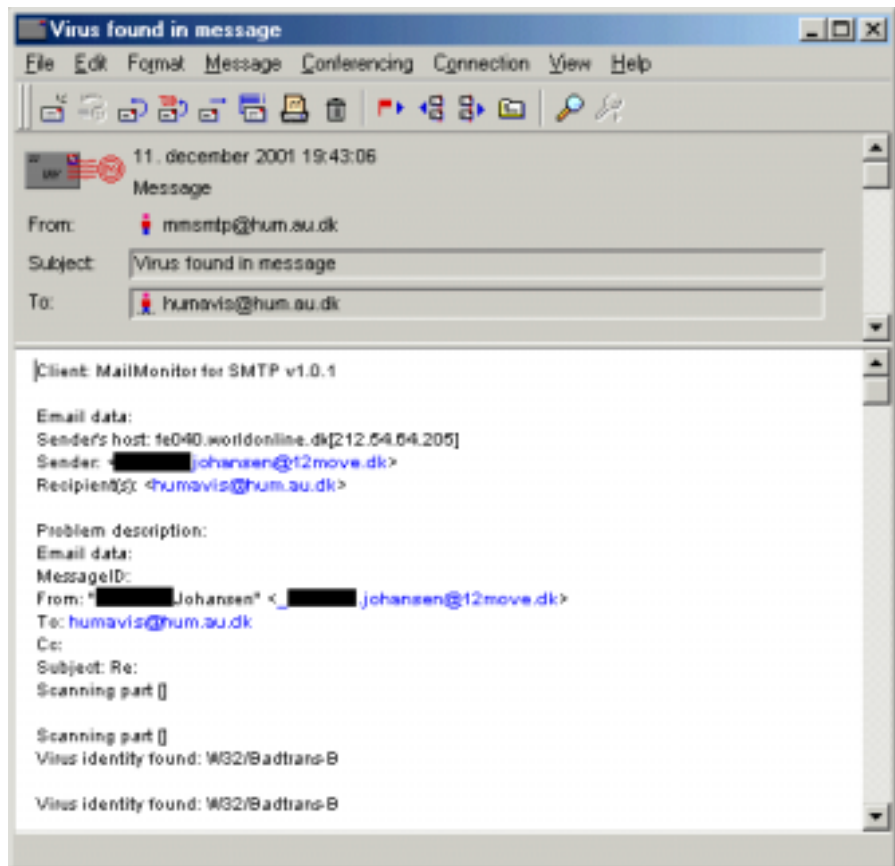 Virus found in message
File Edit Format Message Conferencing Connection View Help
11. december 2001 19:43:06
Message
From: mmsmtp@hum.au.dk
Subject: Virus found in message
To: humavis@hum.au.dk
Client: MailMonitor for SMTP v1.0.1
Email data:
Sender's host: fe040.worldonline.dk[212.54.64.205]
Sender: < johansen@12move.dk>
Recipient(s): <humavis@hum.au.dk>
Problem description:
Email data:
MessageID:
From: " Johansen" <_ .johansen@12move.dk>
To: humavis@hum.au.dk
Cc:
Subject: Re:
Scanning part []
Scanning part []
Virus identity found: W32/Badtrans-B
Virus identity found: W32/Badtrans-B